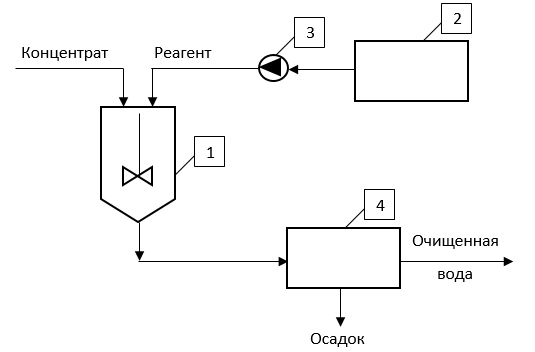 2
3
Концентрат
Реагент
1
4
Очищенная
вода
Осадок